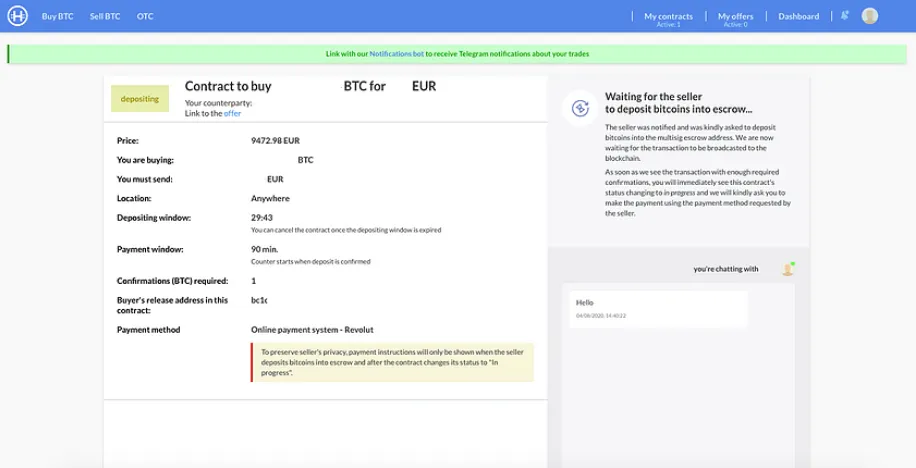 Buy BTC Sell BTC OTC My contracts My offers Dashboard
Active: 1 Active: 0
Link with our Notifications bot to receive Telegram notifications about your trades
depositing
Contract to buy BTC for EUR
Your counterparty:
Link to the offer
Price: 9472.98 EUR
You are buying: BTC
You must send: EUR
Location: Anywhere
Depositing window: 29:43
You can cancel the contract once the depositing window is expired
Payment window: 90 min.
Counter starts when deposit is confirmed
Confirmations (BTC) required: 1
Buyer's release address in this bc1c
contract:
Payment method Online payment system - Revolut
To preserve seller's privacy, payment instructions will only be shown when the seller
deposits bitcoins into escrow and after the contract changes its status to "In
progress".
Waiting for the seller
to deposit bitcoins into escrow...
The seller was notified and was kindly asked to deposit
bitcoins into the multisig escrow address. We are now
waiting for the transaction to be broadcasted to the
blockchain.
As soon as we see the transaction with enough required
confirmations, you will immediately see this contract's
status changing to in progress and we will kindly ask you to
make the payment using the payment method requested by
the seller.
you're chatting with
Hello
04/08/2020, 14:40:22